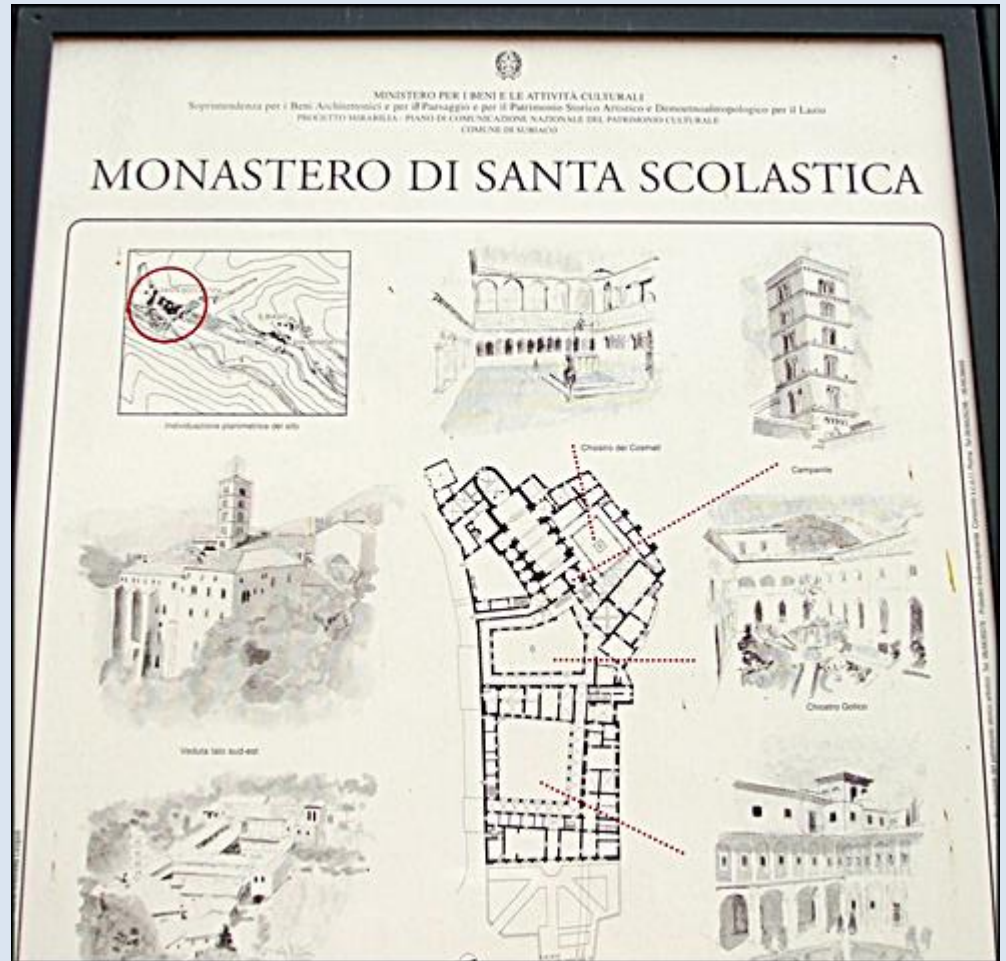 MINISTERO PER I BENI E LE ATTIVITÀ CULTURALI
Soprintendenza per i Beni Architettonici e per il Paesaggio e per il Patrimonio Storico Artistico e Demoetnoantropologico per il Lazio
PROGETTO MIRABILIA - PIANO DI COMUNICAZIONE NAZIONALE DEL PATRIMONIO CULTURALE
COMUNE DI SUBIACO
MONASTERO DI SANTA SCOLASTICA
Individuazione planimetrica del sito
Chiostro dei Cosmati
Campanile
Chiostro Gotico
Veduta lato sud-est